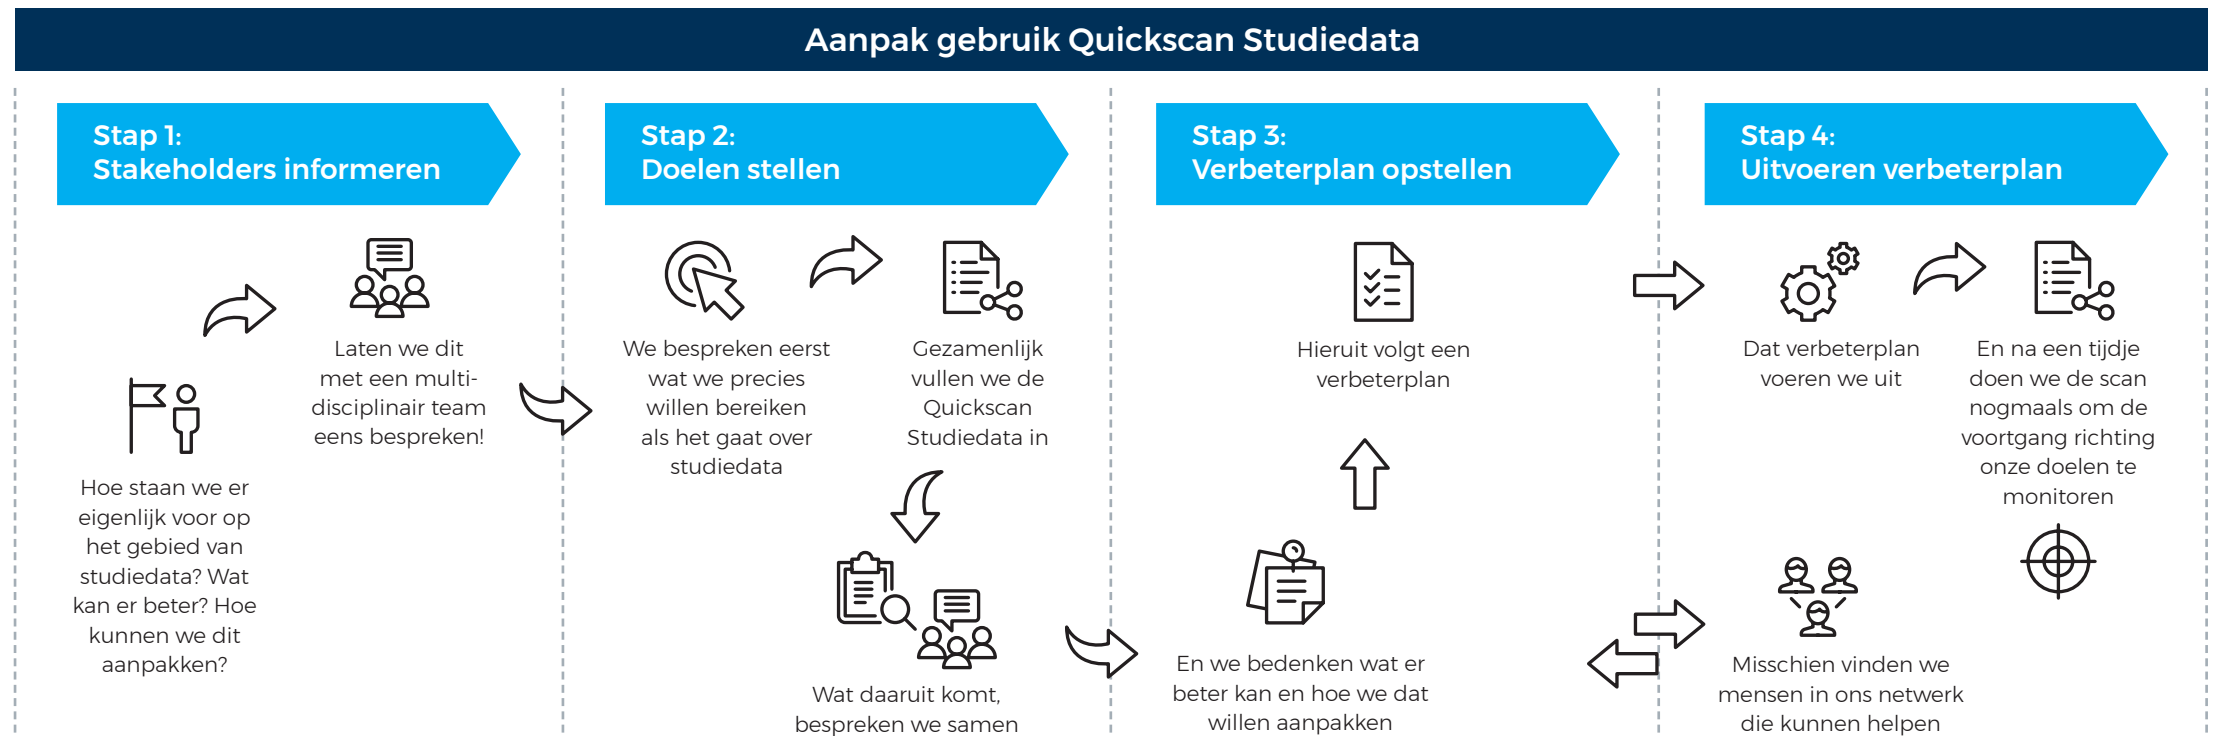 Aanpak gebruik Quickscan Studiedata
Stap 1:
Stakeholders informeren
Hoe staan we er
eigenlijk voor op
het gebied van
studiedata? Wat
kan er beter? Hoe
kunnen we dit
aanpakken?
Laten we dit
met een multi-
disciplinair team
eens bespreken!
Stap 2:
Doelen stellen
We bespreken eerst
wat we precies
willen bereiken
als het gaat over
studiedata
Gezamenlijk
vullen we de
Quickscan
Studiedata in
Wat daaruit komt,
bespreken we samen
Stap 3:
Verbeterplan opstellen
En we bedenken wat er
beter kan en hoe we dat
willen aanpakken
Hieruit volgt een
verbeterplan
Stap 4:
Uitvoeren verbeterplan
Dat verbeterplan
voeren we uit
En na een tijdje
doen we de scan
nogmaals om de
voortgang richting
onze doelen te
monitoren
Misschien vinden we
mensen in ons netwerk
die kunnen helpen